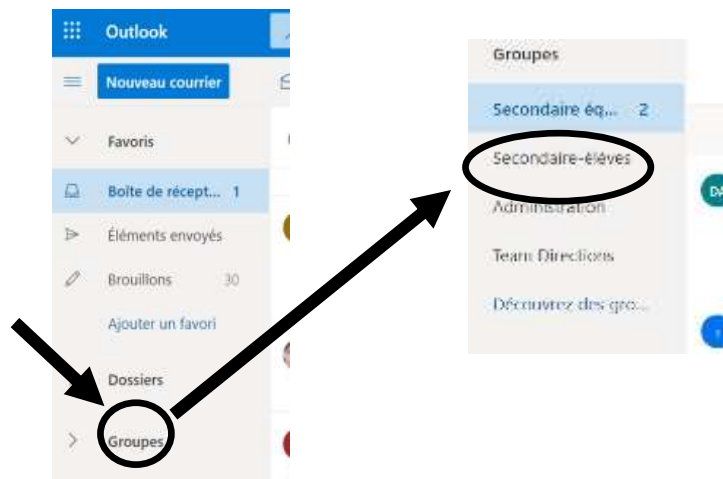 Outlook
Nouveau courrier
Favoris
Boîte de récept... 1
Éléments envoyés
Brouillons 30
Ajouter un favori
Dossiers
Groupes
Groupes
Secondaire éq... 2
Secondaire-élèves
Administration
Team Directions
Découvrez des gro...
DA